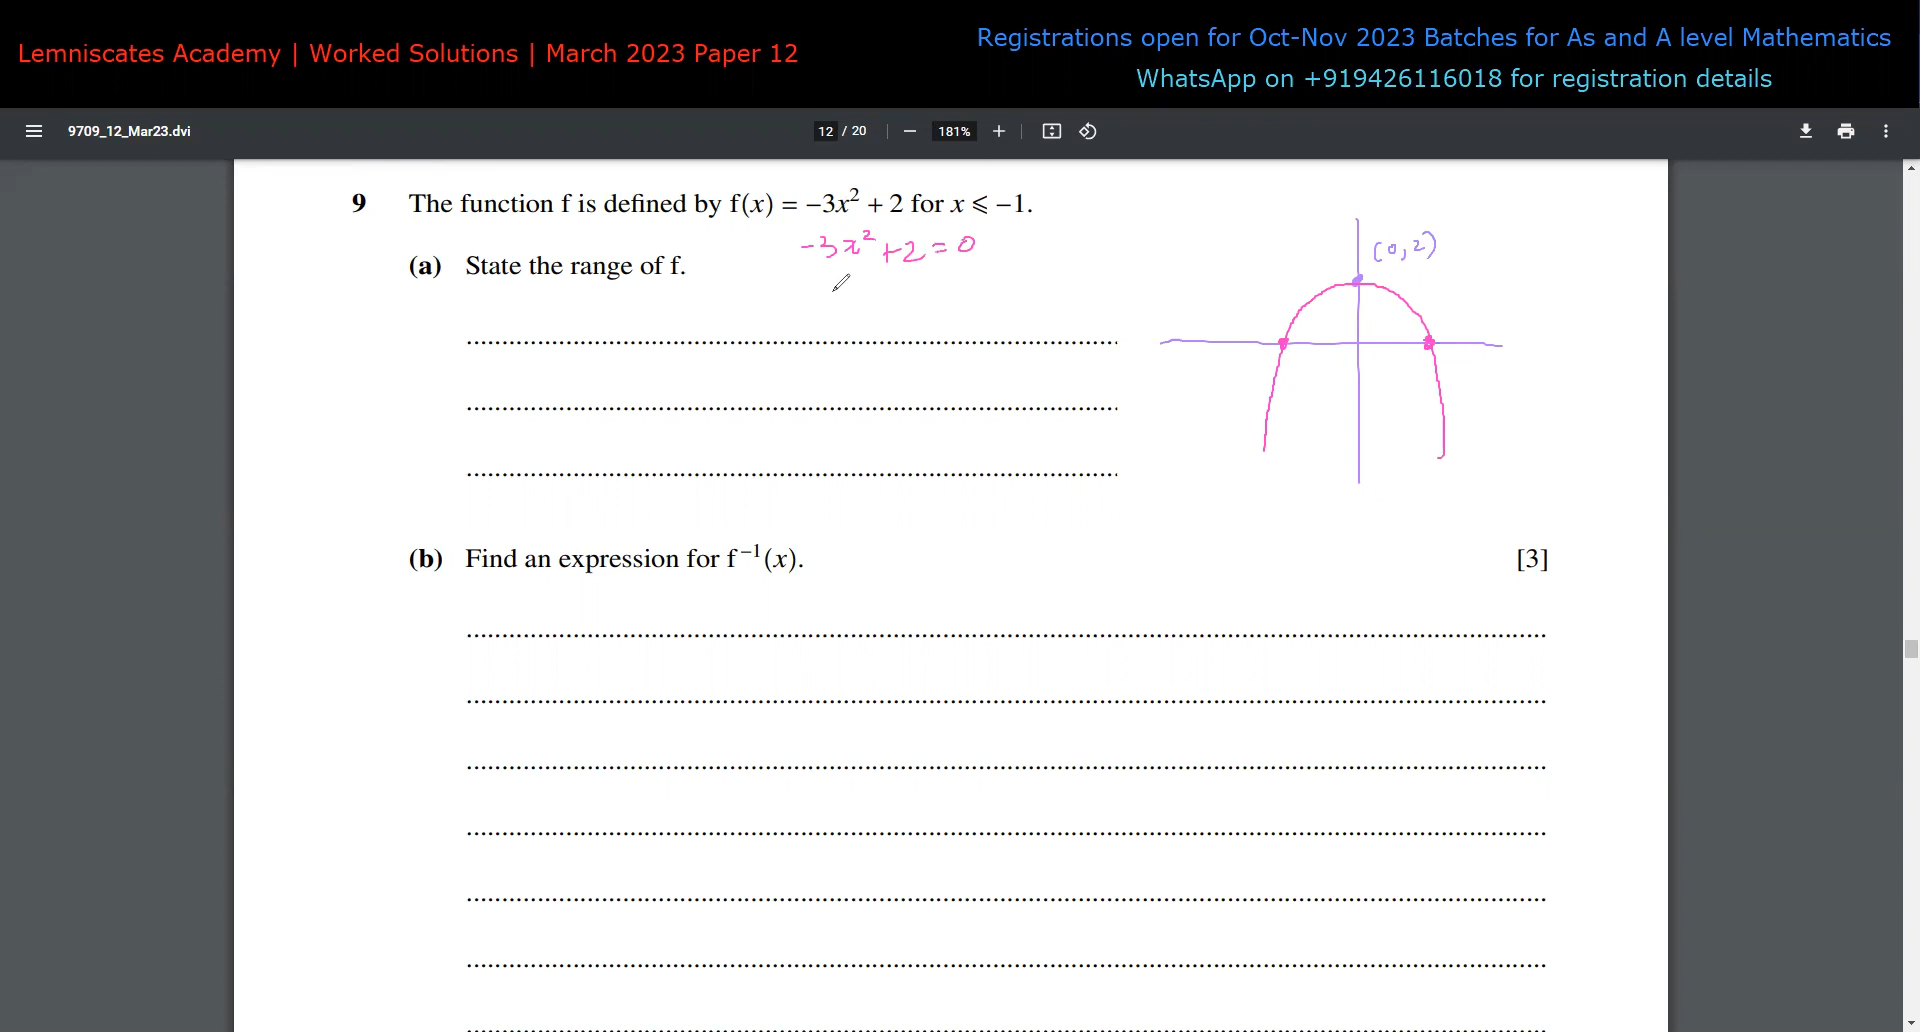 Lemniscates Academy | Worked Solutions | March 2023 Paper 12
Registrations open for Oct-Nov 2023 Batches for As and A level Mathematics
WhatsApp on +919426116018 for registration details
9709_12_Mar23.dvi
12 / 20
181%
9 The function f is defined by f(x) = −3x² + 2 for x ⩽ −1.
-3x² + 2 = 0
(0, 2)
(a) State the range of f.
(b) Find an expression for f⁻¹(x). [3]